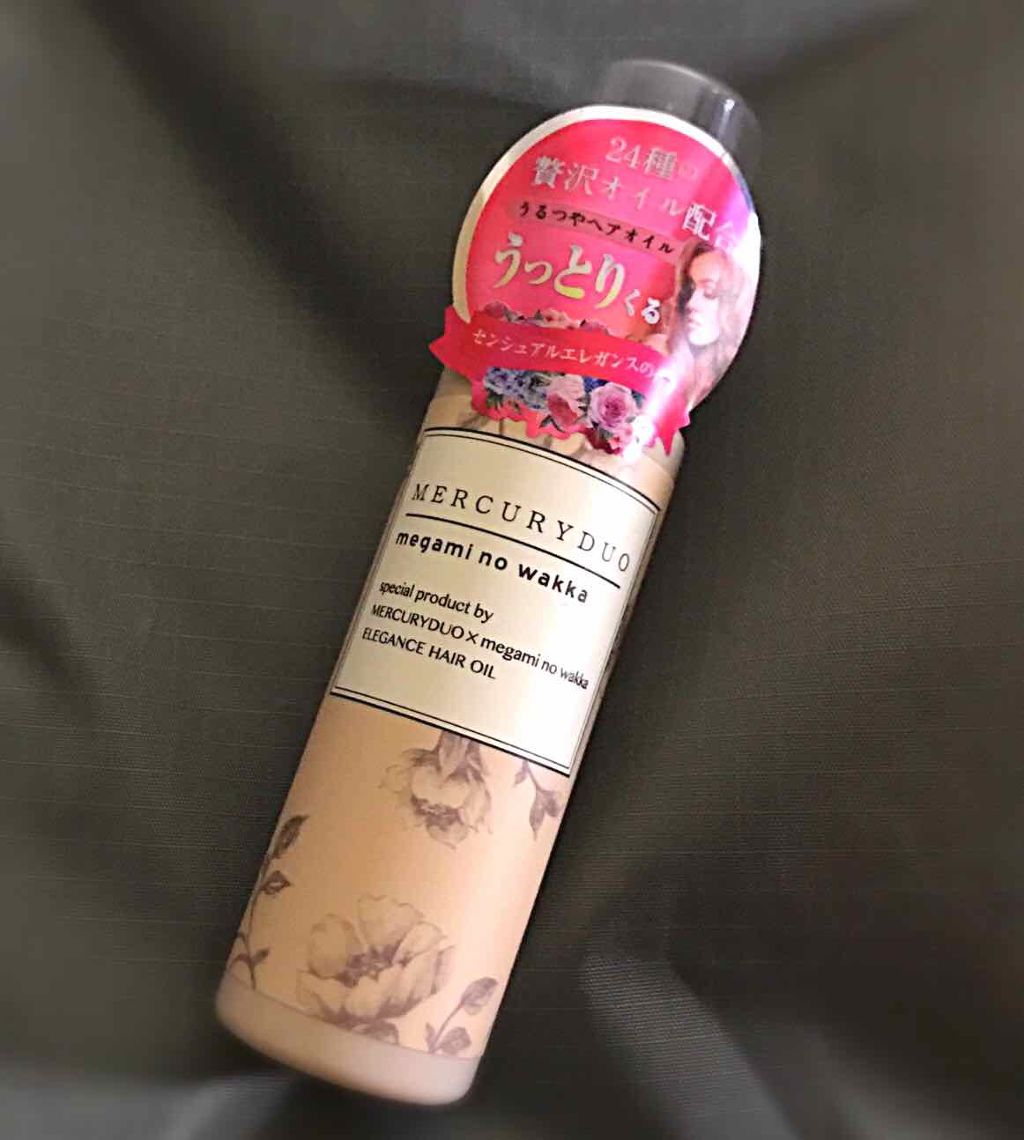 24種の
贅沢オイル配合
うるつやヘアオイル
うっとりくる
センシュアルエレガンスの
MERCURYDUO
megami no wakka
special product by
MERCURYDUO×megami no wakka
ELEGANCE HAIR OIL